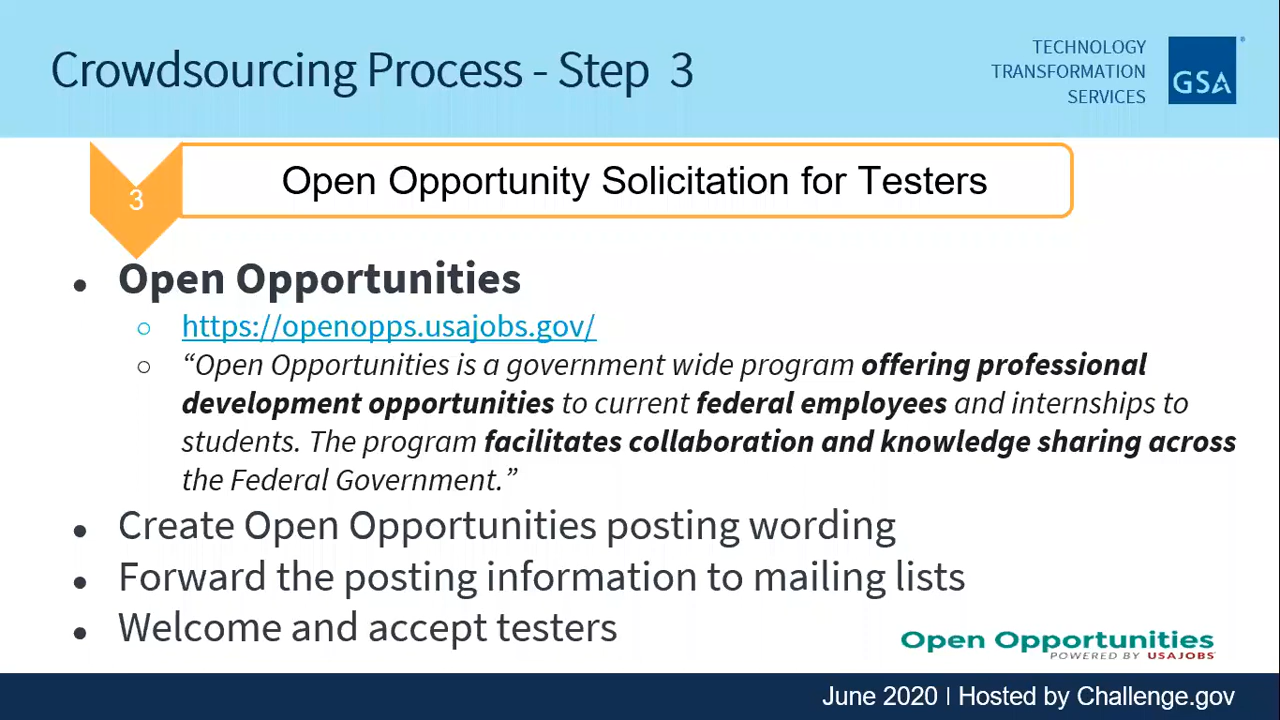 Crowdsourcing Process - Step 3
TECHNOLOGY
TRANSFORMATION
SERVICES
GSA
3
Open Opportunity Solicitation for Testers
● Open Opportunities
○ https://openopps.usajobs.gov/
○ “Open Opportunities is a government wide program offering professional
development opportunities to current federal employees and internships to
students. The program facilitates collaboration and knowledge sharing across
the Federal Government.”
● Create Open Opportunities posting wording
● Forward the posting information to mailing lists
● Welcome and accept testers
Open Opportunities
POWERED BY USAJOBS
June 2020 | Hosted by Challenge.gov